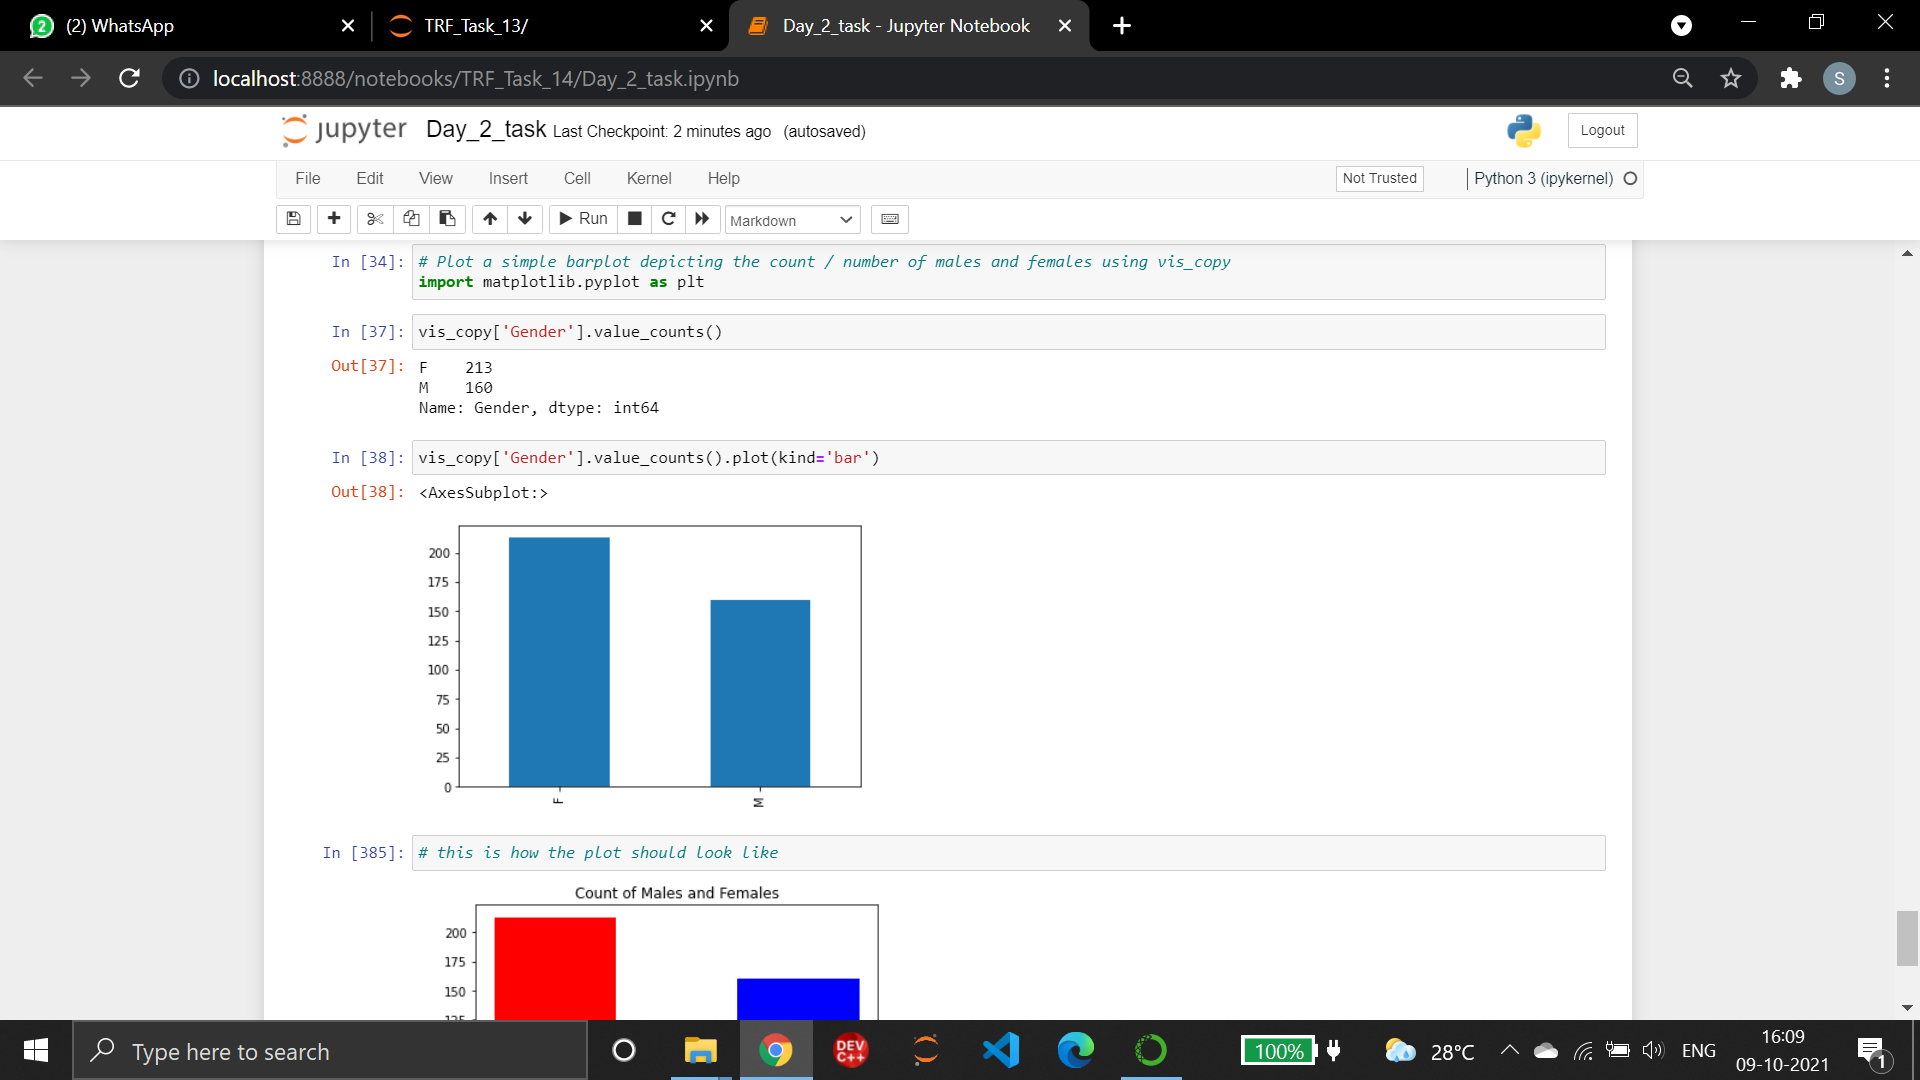 2 (2) WhatsApp
TRF_Task_13/
Day_2_task - Jupyter Notebook
localhost:8888/notebooks/TRF_Task_14/Day_2_task.ipynb
S
jupyter Day_2_task Last Checkpoint: 2 minutes ago (autosaved)
Logout
File Edit View Insert Cell Kernel Help
Not Trusted
Python 3 (ipykernel)
Run
Markdown
In [34]: # Plot a simple barplot depicting the count / number of males and females using vis_copy
import matplotlib.pyplot as plt
In [37]: vis_copy['Gender'].value_counts()
Out[37]: F    213
M    160
Name: Gender, dtype: int64
In [38]: vis_copy['Gender'].value_counts().plot(kind='bar')
Out[38]: <AxesSubplot:>
200
175
150
125
100
75
50
25
0
F M
In [385]: # this is how the plot should look like
Count of Males and Females
200
175
150
125
Type here to search
DEV C++
100%
28°C
ENG
16:09
09-10-2021
1